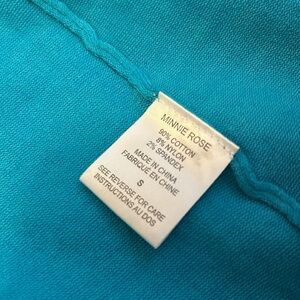 MINNIE ROSE
90% COTTON
8% NYLON
2% SPANDEX
MADE IN CHINA
FABRIQUE EN CHINE
S
SEE REVERSE FOR CARE
INSTRUCTIONS AU DOS